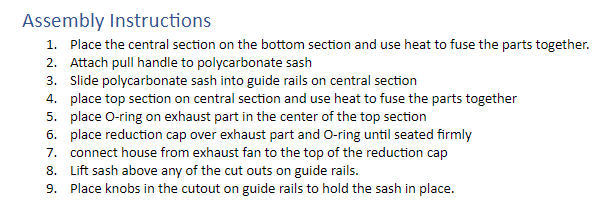 Assembly Instructions
1. Place the central section on the bottom section and use heat to fuse the parts together.
2. Attach pull handle to polycarbonate sash
3. Slide polycarbonate sash into guide rails on central section
4. place top section on central section and use heat to fuse the parts together
5. place O-ring on exhaust part in the center of the top section
6. place reduction cap over exhaust part and O-ring until seated firmly
7. connect house from exhaust fan to the top of the reduction cap
8. Lift sash above any of the cut outs on guide rails.
9. Place knobs in the cutout on guide rails to hold the sash in place.